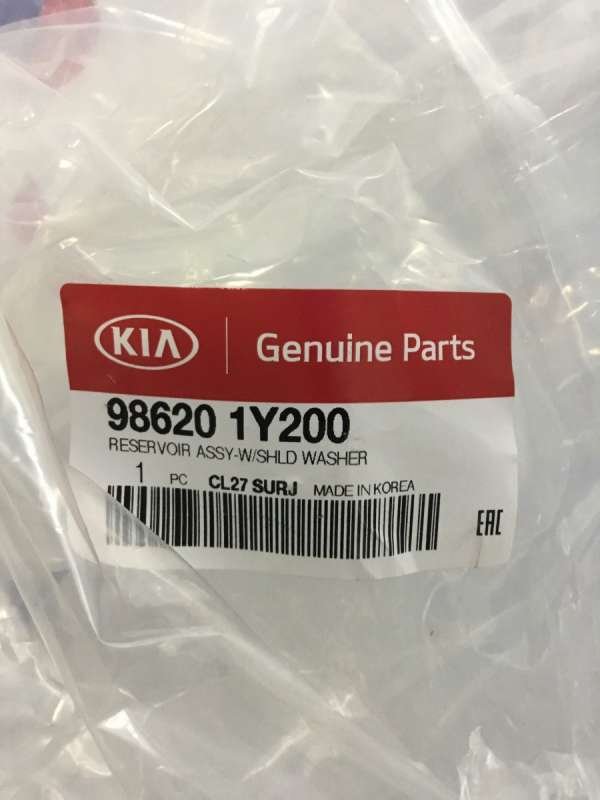 KIA Genuine Parts
98620 1Y200
RESERVOIR ASSY-W/SHLD WASHER
1 PC CL27 SURJ MADE IN KOREA
EAC